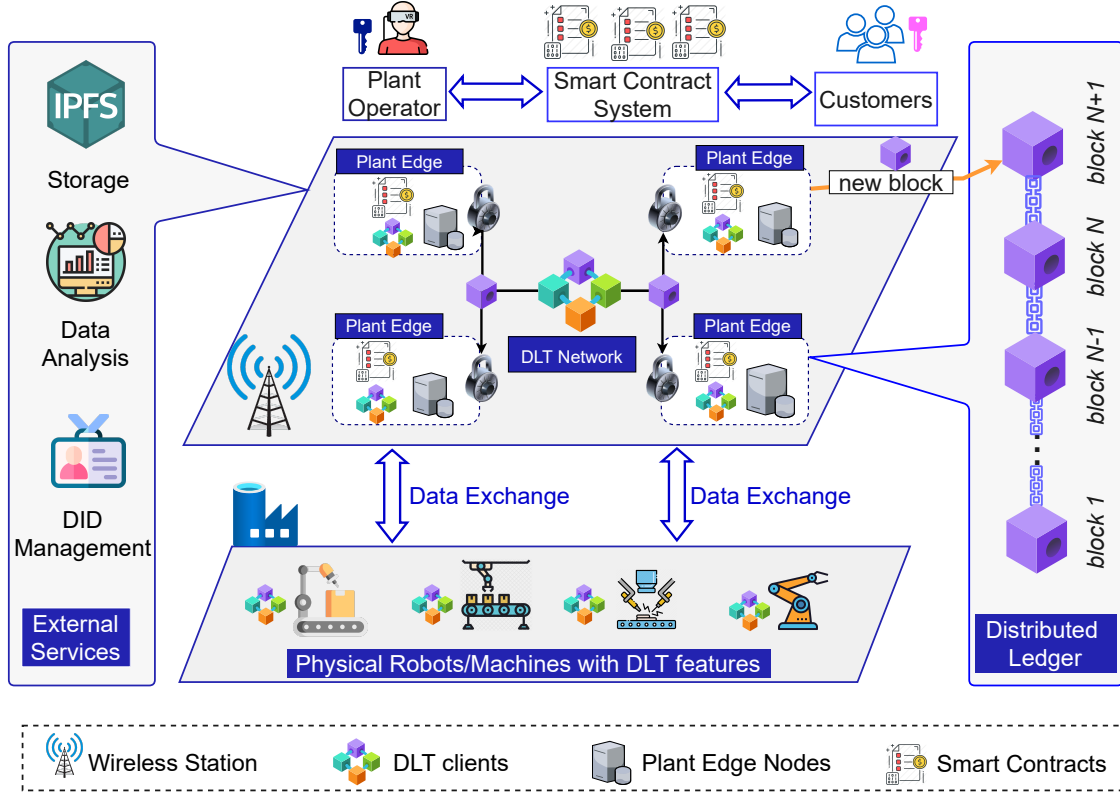 VR
Plant
Operator
Smart Contract
System
Customers
IPFS
Storage
Data
Analysis
DID
Management
External
Services
Plant Edge
Plant Edge
new block
DLT Network
Plant Edge
Plant Edge
Data Exchange
Data Exchange
Physical Robots/Machines with DLT features
block N+1
block N
block N-1
block 1
Distributed
Ledger
Wireless Station
DLT clients
Plant Edge Nodes
Smart Contracts